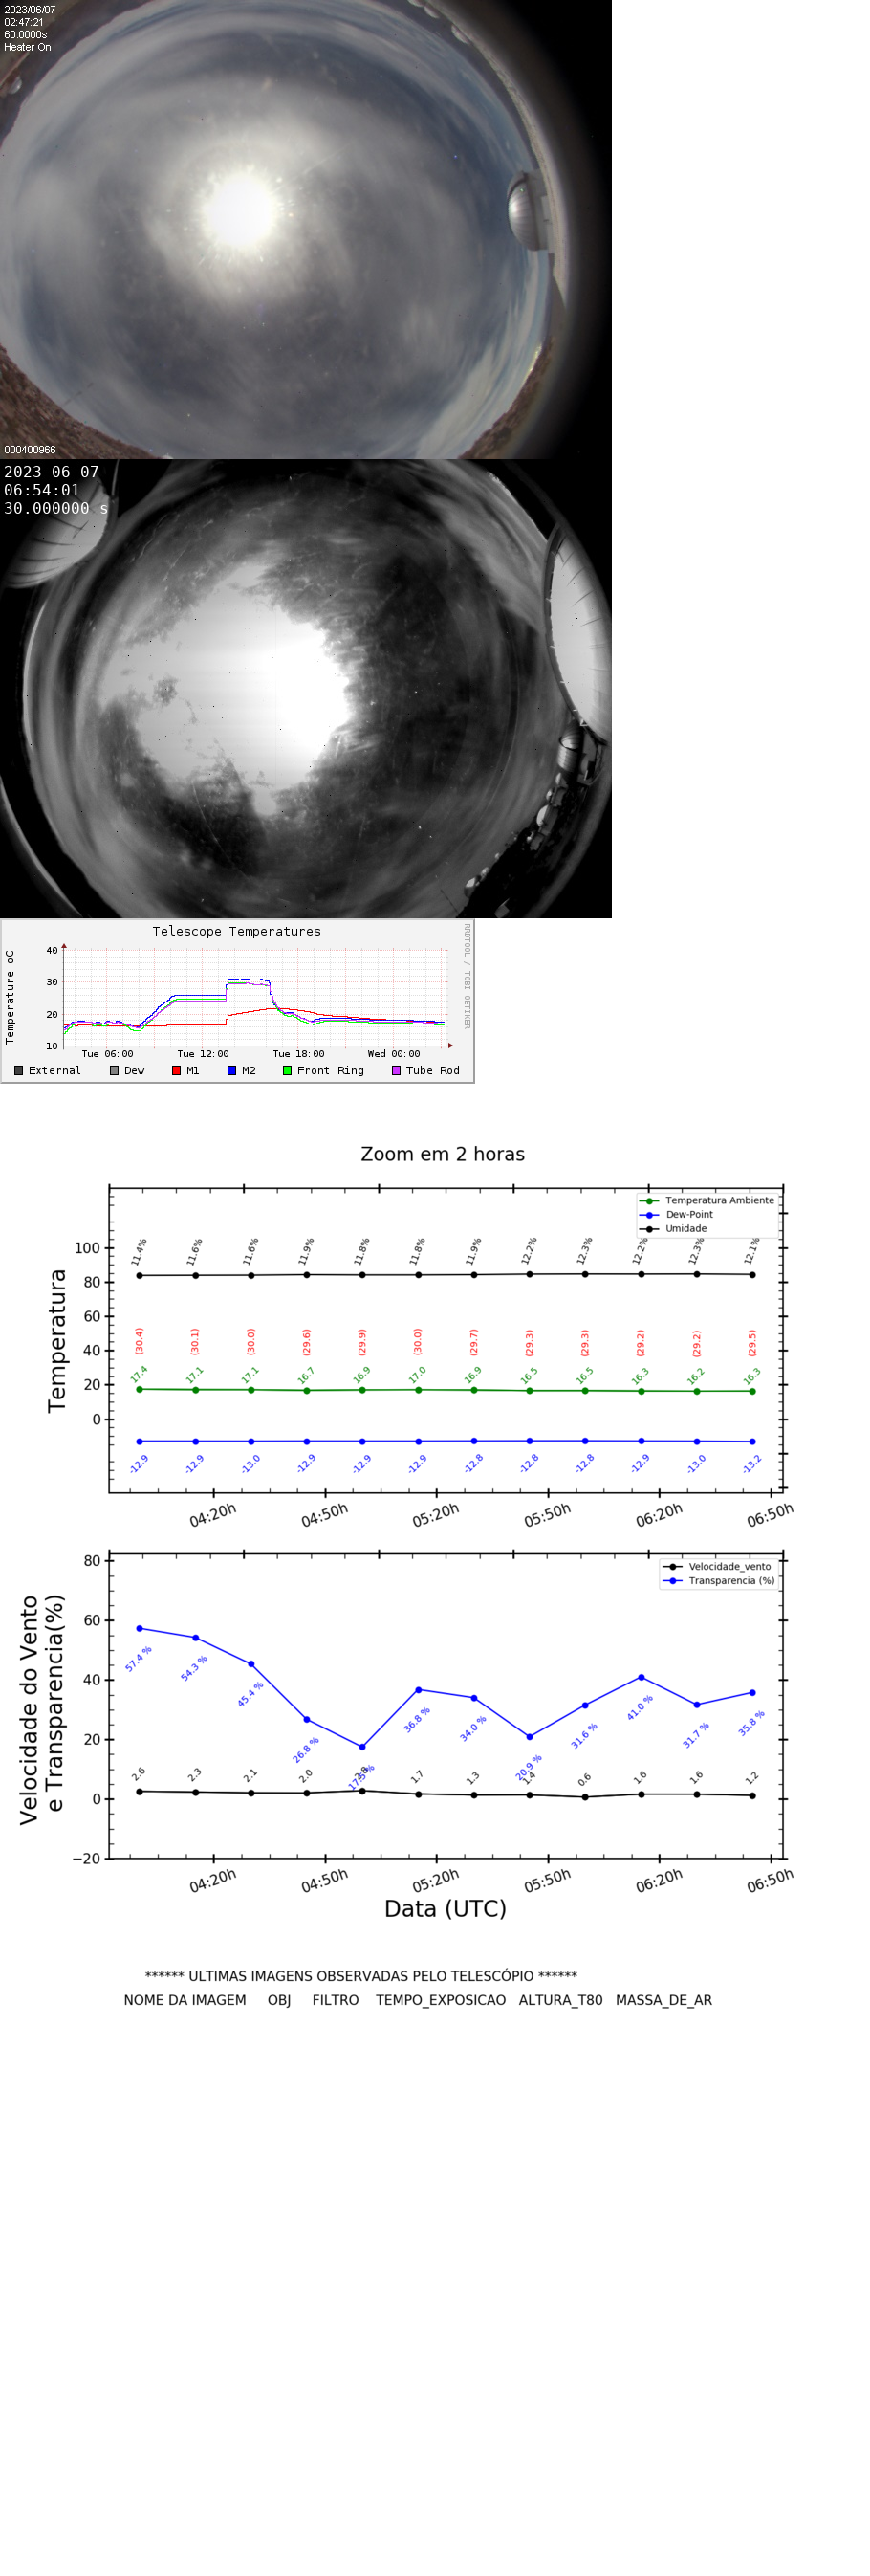 2023/06/07
02:47:21
60.0000s
Heater On
000400966
2023-06-07
06:54:01
30.000000 s
Telescope Temperatures
RRDTOOL / TOBI OETIKER
Temperature oC
40
30
20
10
Tue 06:00 Tue 12:00 Tue 18:00 Wed 00:00
External Dew M1 M2 Front Ring Tube Rod
Zoom em 2 horas
Temperatura Ambiente
Dew-Point
Umidade
Temperatura
100
80
60
40
20
0
11.4% 11.6% 11.6% 11.9% 11.8% 11.8% 11.9% 12.2% 12.3% 12.2% 12.3% 12.1%
(30.4) (30.1) (30.0) (29.6) (29.9) (30.0) (29.7) (29.3) (29.3) (29.2) (29.2) (29.5)
17.4 17.1 17.1 16.7 16.9 17.0 16.9 16.5 16.5 16.3 16.2 16.3
-12.9 -12.9 -13.0 -12.9 -12.9 -12.9 -12.8 -12.8 -12.8 -12.9 -13.0 -13.2
04:20h 04:50h 05:20h 05:50h 06:20h 06:50h
Velocidade_vento
Transparencia (%)
Velocidade do Vento
e Transparencia(%)
80
60
40
20
0
−20
57.4 % 54.3 % 45.4 % 26.8 % 36.8 % 34.0 % 20.9 % 31.6 % 41.0 % 31.7 % 35.8 %
2.6 2.3 2.1 2.0 1.7 1.3 1.4 0.6 1.6 1.6 1.2
04:20h 04:50h 05:20h 05:50h 06:20h 06:50h
Data (UTC)
****** ULTIMAS IMAGENS OBSERVADAS PELO TELESCÓPIO ******
NOME DA IMAGEM OBJ FILTRO TEMPO_EXPOSICAO ALTURA_T80 MASSA_DE_AR